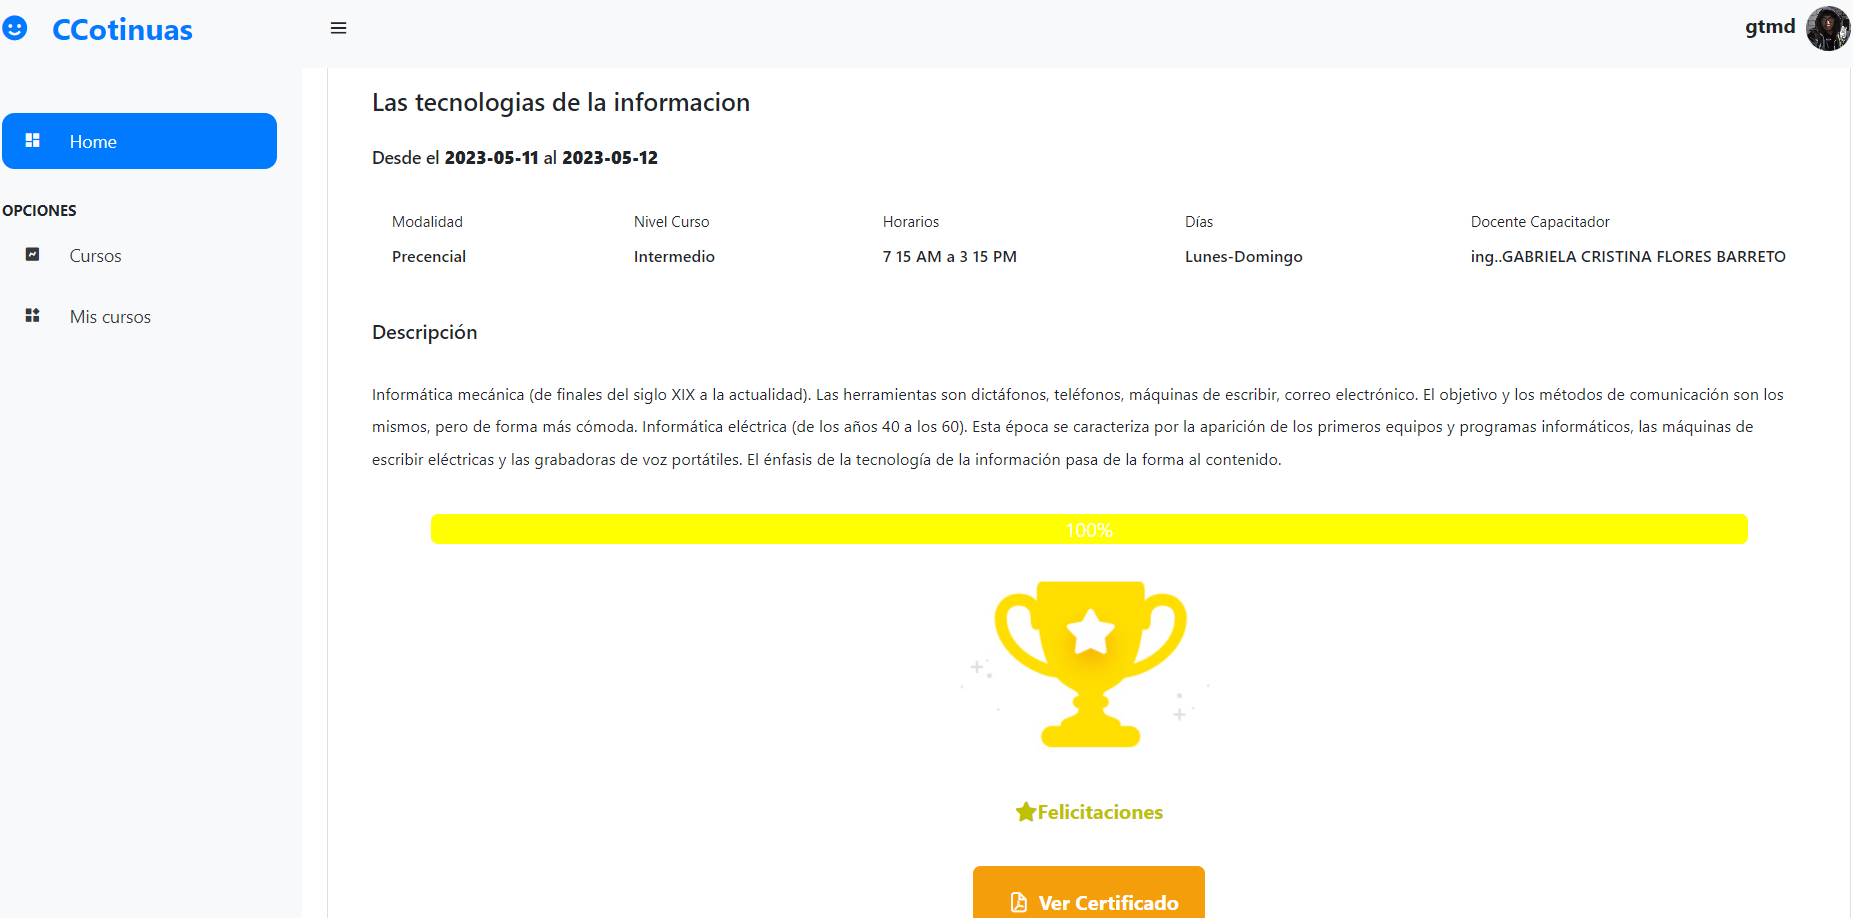 CCotinuas
gtmd
Home
OPCIONES
Cursos
Mis cursos
Las tecnologias de la informacion
Desde el 2023-05-11 al 2023-05-12
Modalidad Nivel Curso Horarios Días Docente Capacitador
Precencial Intermedio 7 15 AM a 3 15 PM Lunes-Domingo ing..GABRIELA CRISTINA FLORES BARRETO
Descripción
Informática mecánica (de finales del siglo XIX a la actualidad). Las herramientas son dictáfonos, teléfonos, máquinas de escribir, correo electrónico. El objetivo y los métodos de comunicación son los
mismos, pero de forma más cómoda. Informática eléctrica (de los años 40 a los 60). Esta época se caracteriza por la aparición de los primeros equipos y programas informáticos, las máquinas de
escribir eléctricas y las grabadoras de voz portátiles. El énfasis de la tecnología de la información pasa de la forma al contenido.
100%
Felicitaciones
Ver Certificado